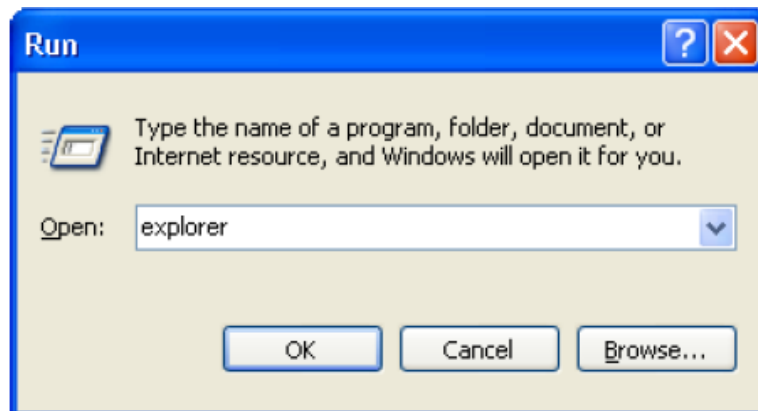 Run
Type the name of a program, folder, document, or
Internet resource, and Windows will open it for you.
Open: explorer
OK Cancel Browse...